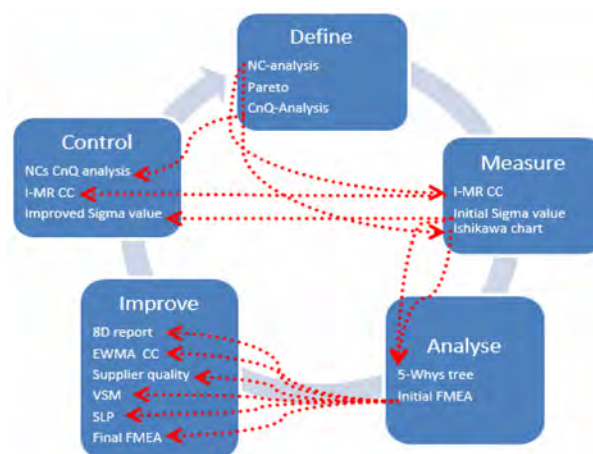 Define
NC-analysis
Pareto
CnQ-Analysis
Measure
I-MR CC
Initial Sigma value
Ishikawa chart
Analyse
5-Whys tree
Initial FMEA
Improve
8D report
EWMA CC
Supplier quality
VSM
SLP
Final FMEA
Control
NCs CnQ analysis
I-MR CC
Improved Sigma value